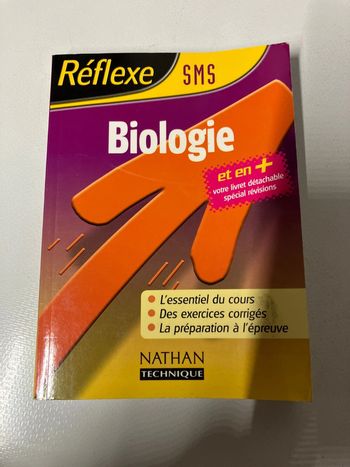 Réflexe
SMS
Biologie
et en +
votre livret détachable
spécial révisions
• L'essentiel du cours
• Des exercices corrigés
• La préparation à l'épreuve
NATHAN
TECHNIQUE